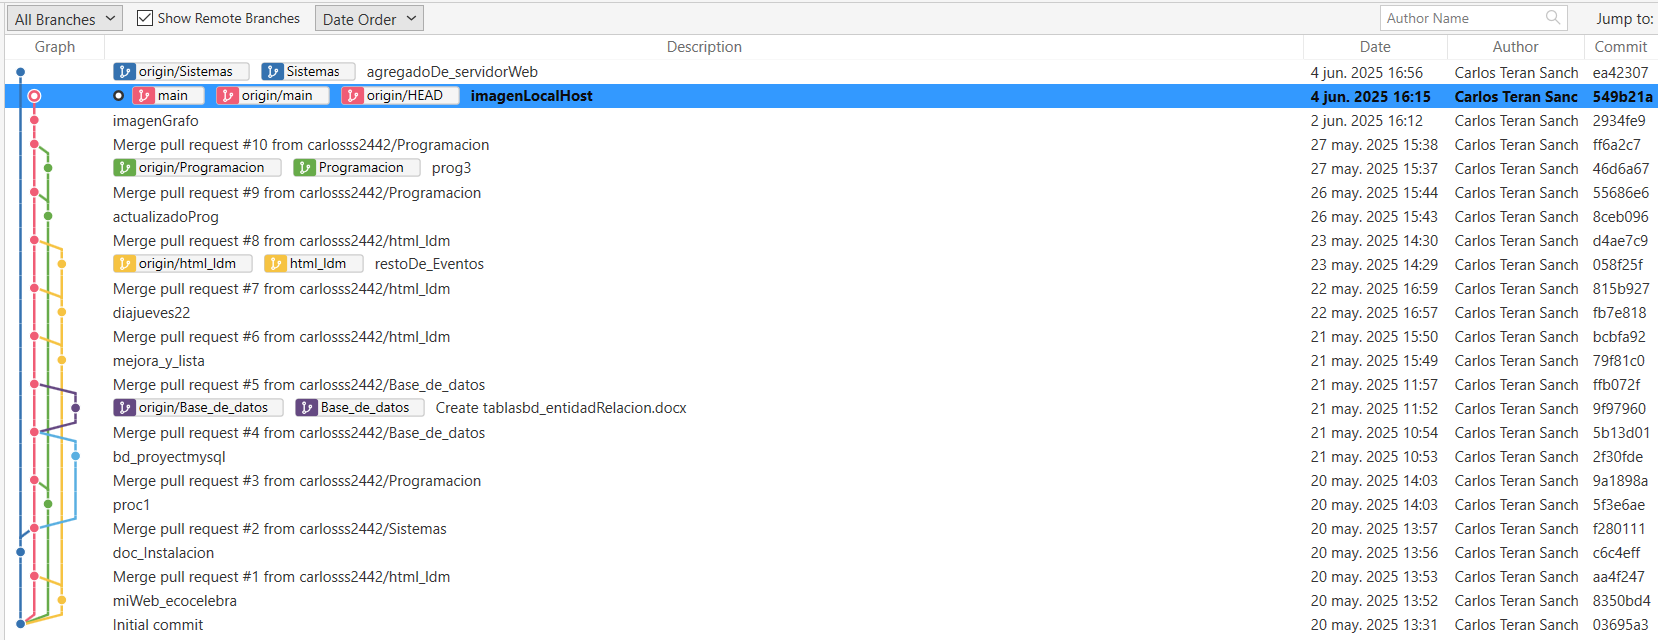 All Branches Show Remote Branches Date Order Author Name Jump to:
Graph Description Date Author Commit
origin/Sistemas Sistemas agregadoDe_servidorWeb 4 jun. 2025 16:56 Carlos Teran Sanch ea42307
main origin/main origin/HEAD imagenLocalHost 4 jun. 2025 16:15 Carlos Teran Sanc 549b21a
imagenGrafo 2 jun. 2025 16:12 Carlos Teran Sanch 2934fe9
Merge pull request #10 from carlosss2442/Programacion 27 may. 2025 15:38 Carlos Teran Sanch ff6a2c7
origin/Programacion Programacion prog3 27 may. 2025 15:37 Carlos Teran Sanch 46d6a67
Merge pull request #9 from carlosss2442/Programacion 26 may. 2025 15:44 Carlos Teran Sanch 55686e6
actualizadoProg 26 may. 2025 15:43 Carlos Teran Sanch 8ceb096
Merge pull request #8 from carlosss2442/html_ldm 23 may. 2025 14:30 Carlos Teran Sanch d4ae7c9
origin/html_ldm html_ldm restoDe_Eventos 23 may. 2025 14:29 Carlos Teran Sanch 058f25f
Merge pull request #7 from carlosss2442/html_ldm 22 may. 2025 16:59 Carlos Teran Sanch 815b927
diajueves22 22 may. 2025 16:57 Carlos Teran Sanch fb7e818
Merge pull request #6 from carlosss2442/html_ldm 21 may. 2025 15:50 Carlos Teran Sanch bcbfa92
mejora_y_lista 21 may. 2025 15:49 Carlos Teran Sanch 79f81c0
Merge pull request #5 from carlosss2442/Base_de_datos 21 may. 2025 11:57 Carlos Teran Sanch ffb072f
origin/Base_de_datos Base_de_datos Create tablasbd_entidadRelacion.docx 21 may. 2025 11:52 Carlos Teran Sanch 9f97960
Merge pull request #4 from carlosss2442/Base_de_datos 21 may. 2025 10:54 Carlos Teran Sanch 5b13d01
bd_proyectmysql 21 may. 2025 10:53 Carlos Teran Sanch 2f30fde
Merge pull request #3 from carlosss2442/Programacion 20 may. 2025 14:03 Carlos Teran Sanch 9a1898a
proc1 20 may. 2025 14:03 Carlos Teran Sanch 5f3e6ae
Merge pull request #2 from carlosss2442/Sistemas 20 may. 2025 13:57 Carlos Teran Sanch f280111
doc_Instalacion 20 may. 2025 13:56 Carlos Teran Sanch c6c4eff
Merge pull request #1 from carlosss2442/html_ldm 20 may. 2025 13:53 Carlos Teran Sanch aa4f247
miWeb_ecocelebra 20 may. 2025 13:52 Carlos Teran Sanch 8350bd4
Initial commit 20 may. 2025 13:31 Carlos Teran Sanch 03695a3